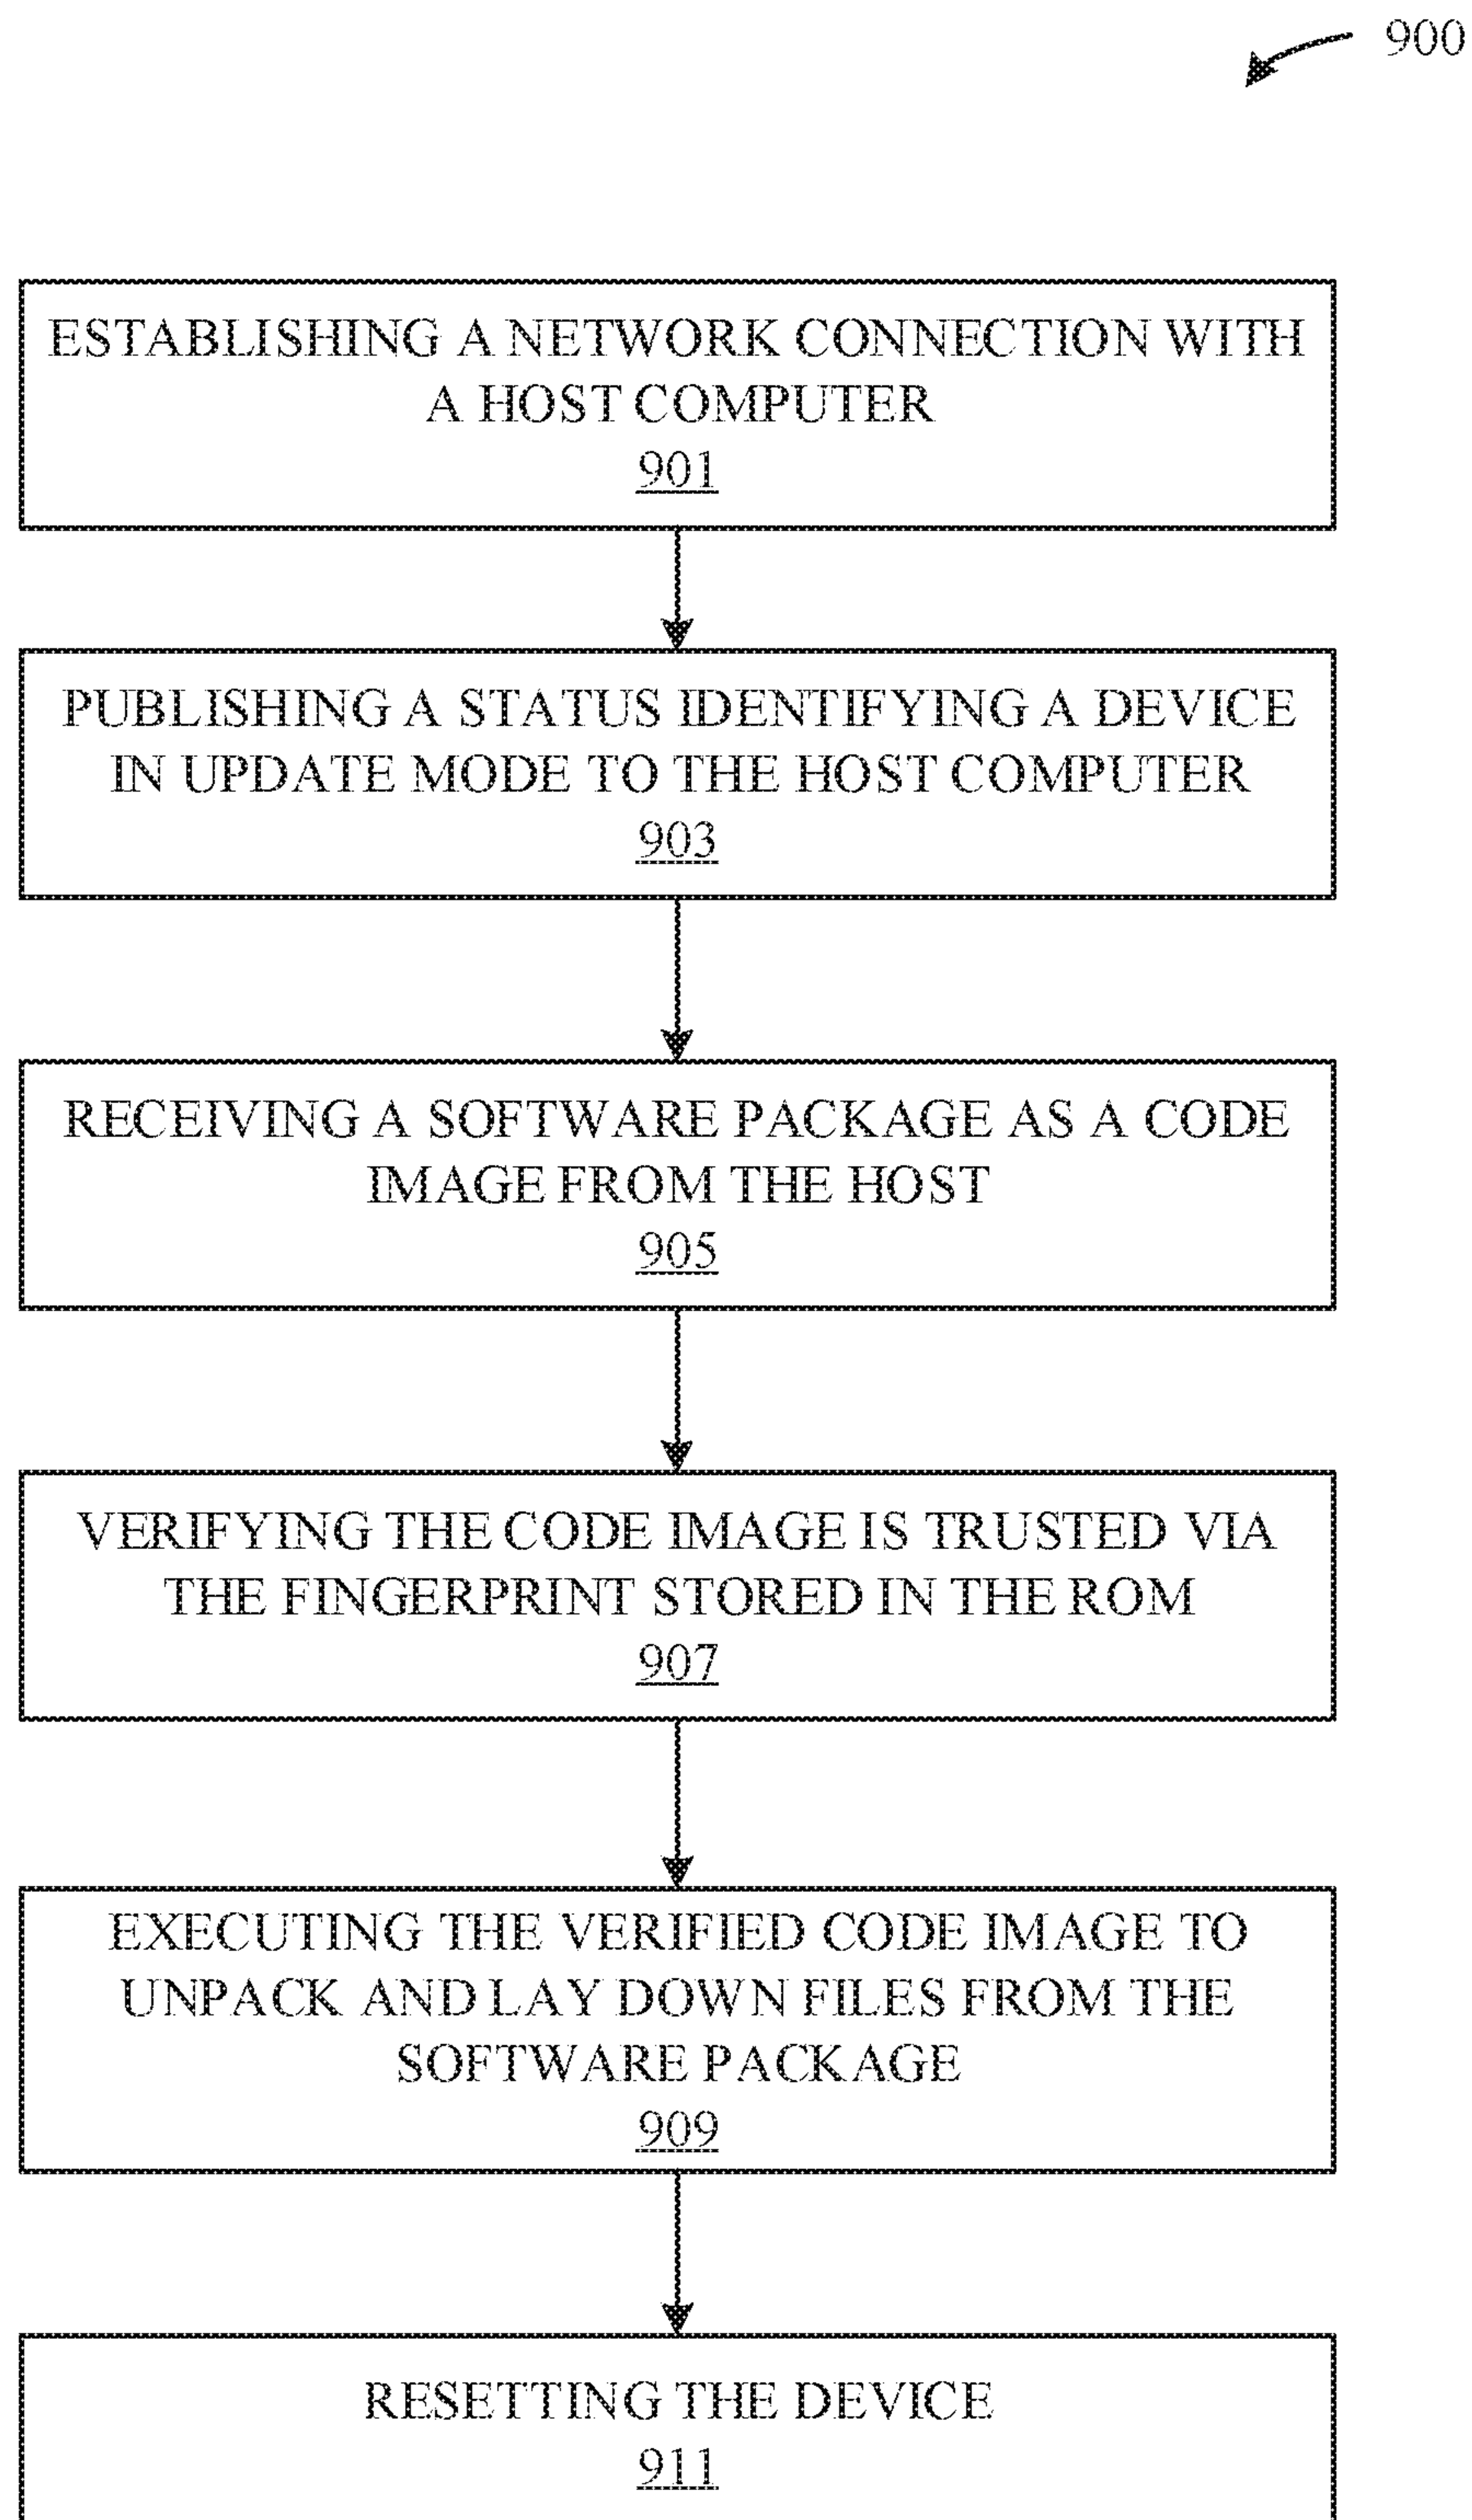 900
ESTABLISHING A NETWORK CONNECTION WITH
A HOST COMPUTER
901
PUBLISHING A STATUS IDENTIFYING A DEVICE
IN UPDATE MODE TO THE HOST COMPUTER
903
RECEIVING A SOFTWARE PACKAGE AS A CODE
IMAGE FROM THE HOST
905
VERIFYING THE CODE IMAGE IS TRUSTED VIA
THE FINGERPRINT STORED IN THE ROM
907
EXECUTING THE VERIFIED CODE IMAGE TO
UNPACK AND LAY DOWN FILES FROM THE
SOFTWARE PACKAGE
909
RESETTING THE DEVICE
911